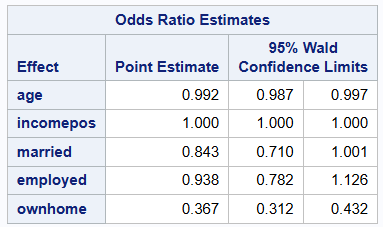 Odds Ratio Estimates
Effect Point Estimate 95% Wald
Confidence Limits
age 0.992 0.987 0.997
incomepos 1.000 1.000 1.000
married 0.843 0.710 1.001
employed 0.938 0.782 1.126
ownhome 0.367 0.312 0.432